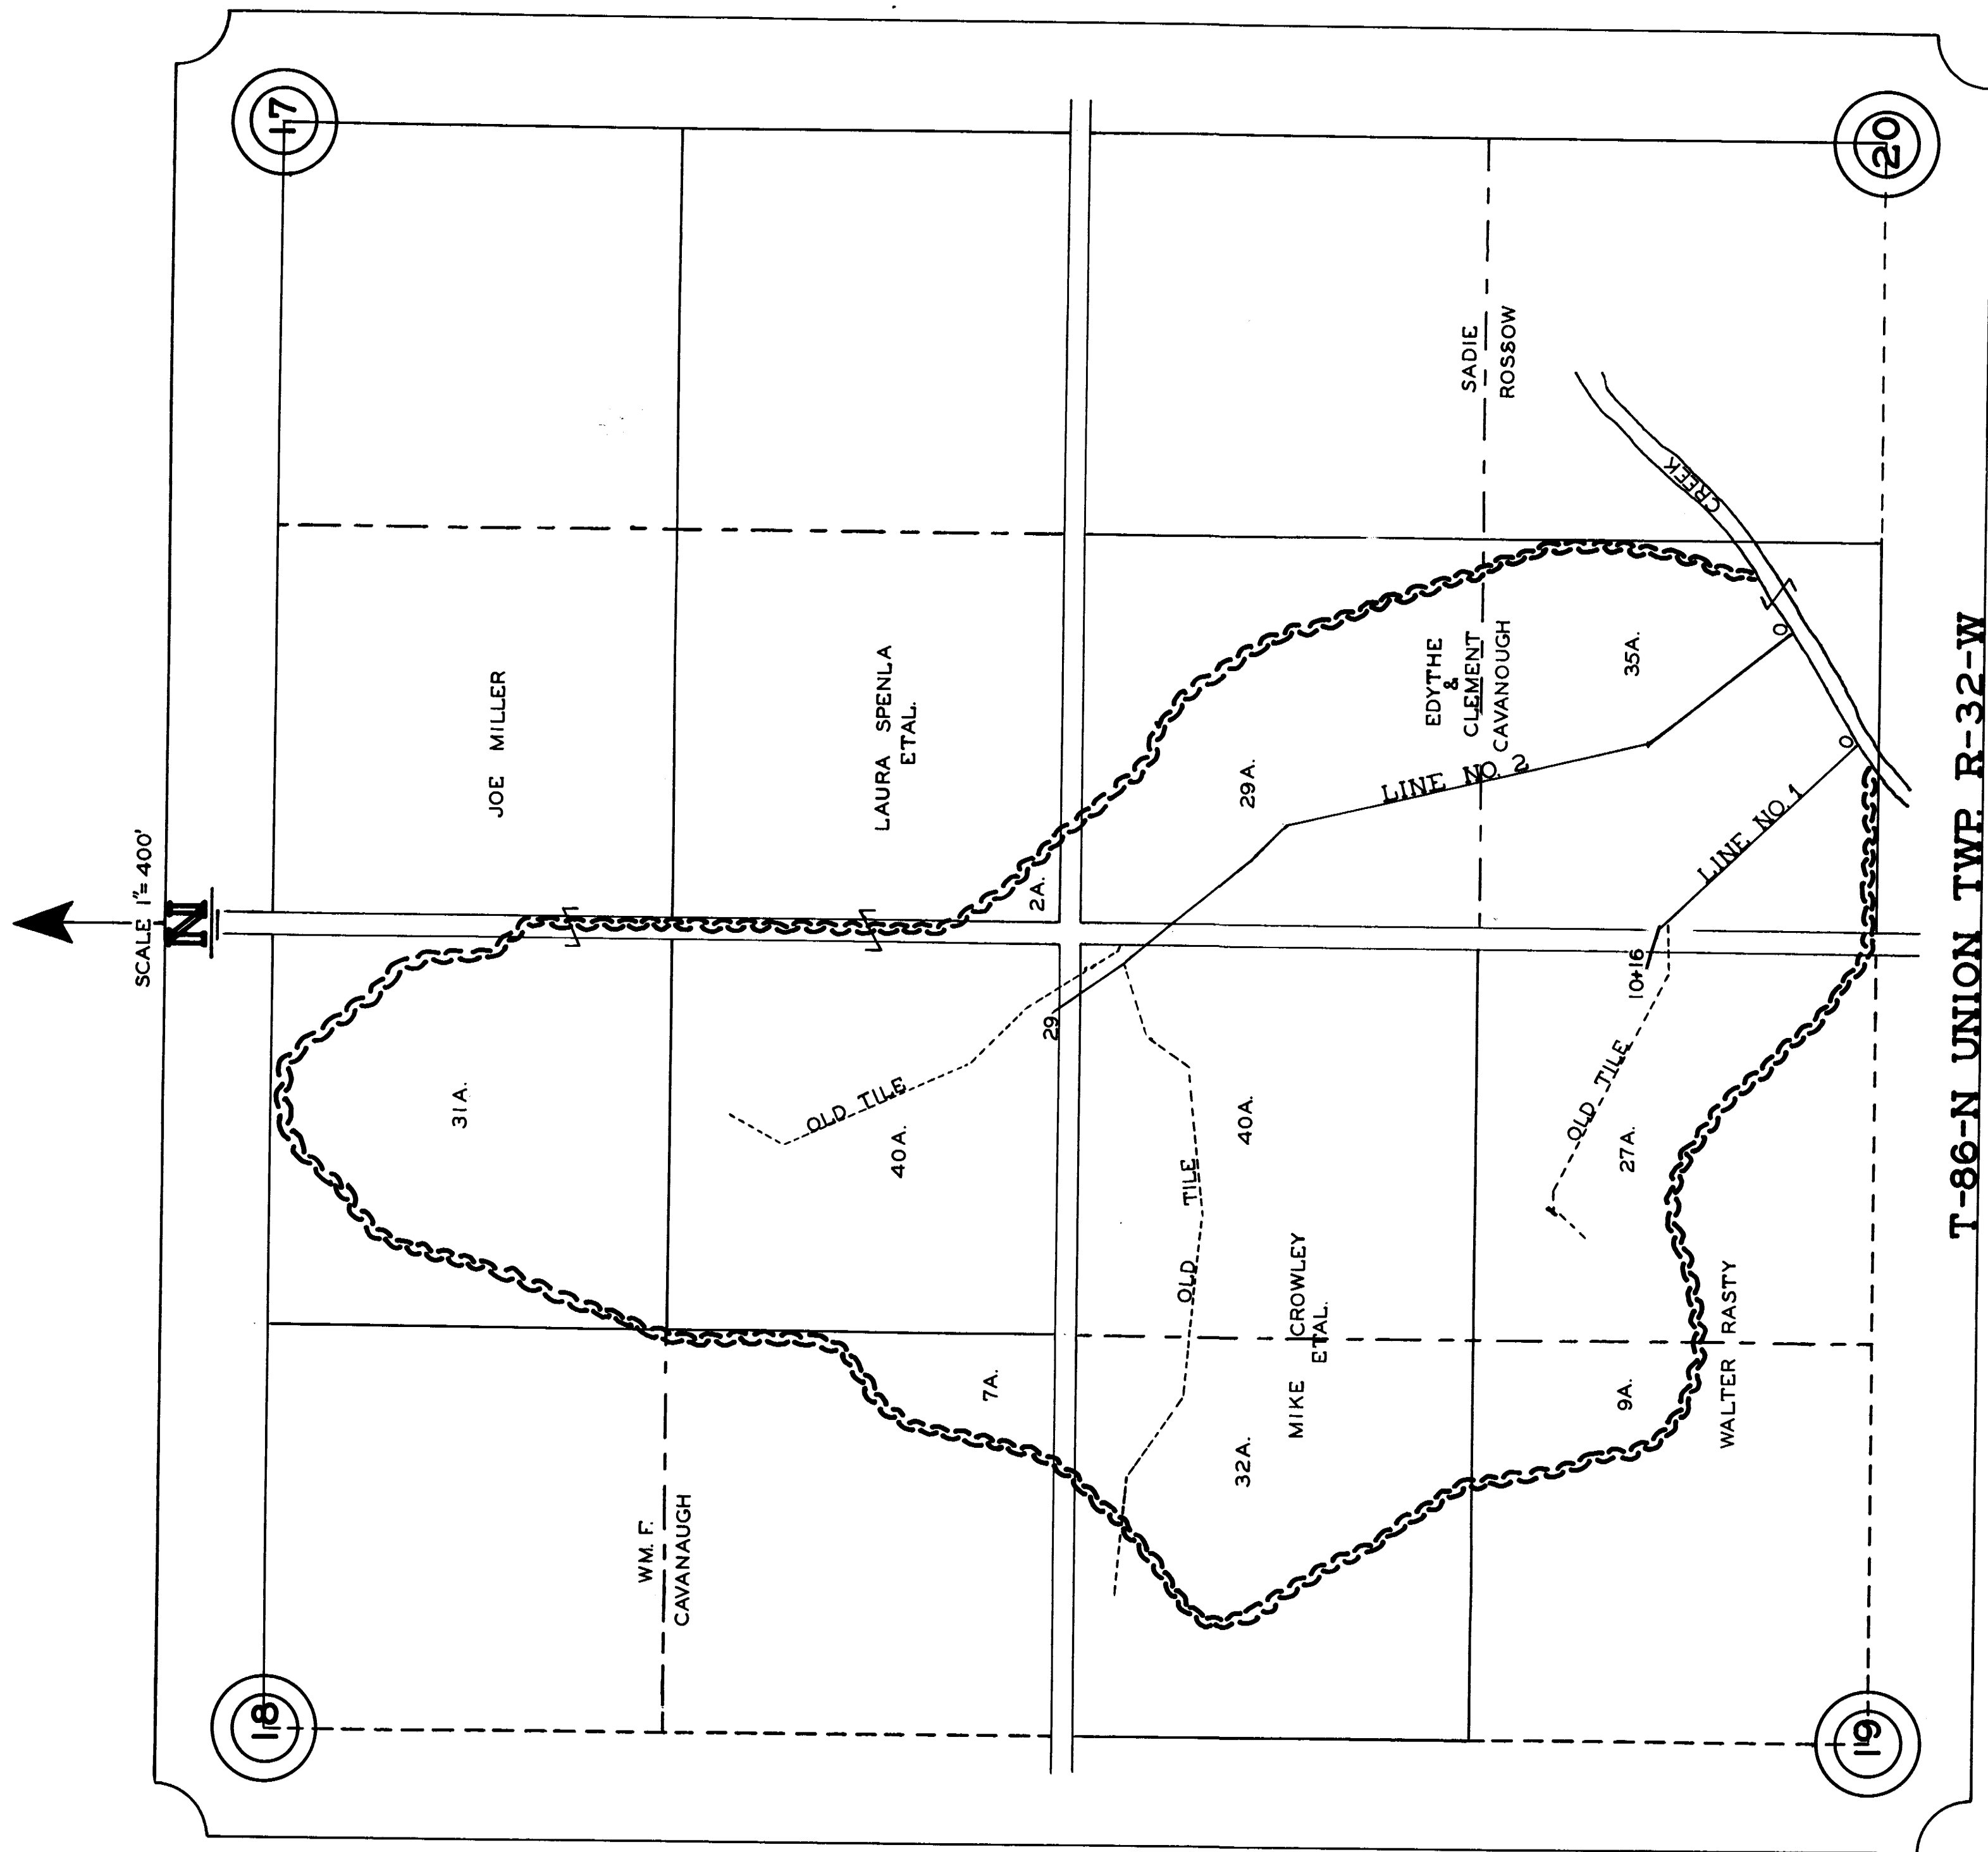 SCALE 1"= 400'
N
17
18
JOE MILLER
LAURA SPENLA
ETAL.
31A.
OLD TILE
40A.
2A.
29
WM. F.
CAVANAUGH
7A.
SADIE
ROSSOW
EDYTHE
&
CLEMENT
CAVANOUGH
29A.
35A.
LINE NO. 2
LINE NO. 1
CREEK
0
0
10+16
OLD TILE
40A.
OLD TILE
27A.
MIKE CROWLEY
ETAL.
32A.
9A.
WALTER RASTY
20
19
T-86-N UNION TWP. R-32-W